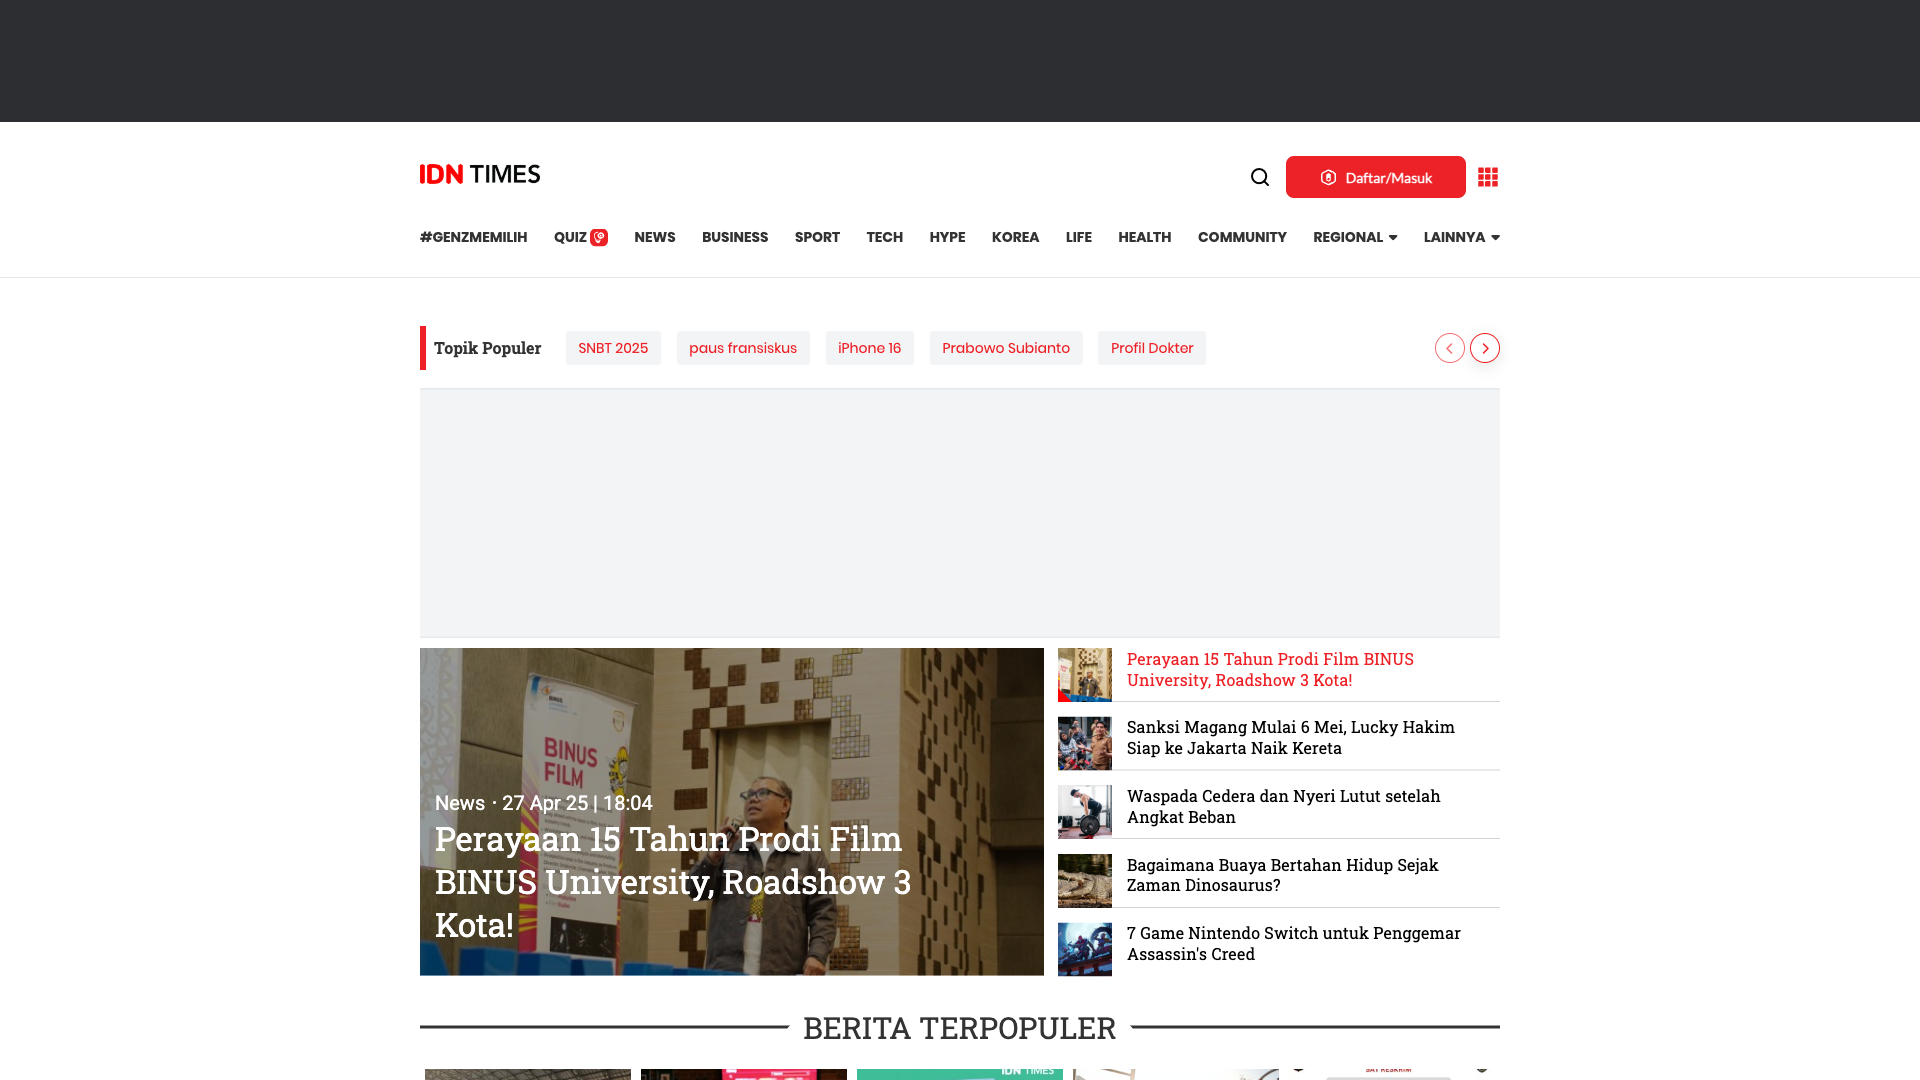 IDN TIMES
Daftar/Masuk
#GENZMEMILIH QUIZ NEWS BUSINESS SPORT TECH HYPE KOREA LIFE HEALTH COMMUNITY REGIONAL LAINNYA
Topik Populer SNBT 2025 paus fransiskus iPhone 16 Prabowo Subianto Profil Dokter
BINUS
FILM
News · 27 Apr 25 | 18:04
Perayaan 15 Tahun Prodi Film
BINUS University, Roadshow 3
Kota!
Perayaan 15 Tahun Prodi Film BINUS
University, Roadshow 3 Kota!
Sanksi Magang Mulai 6 Mei, Lucky Hakim
Siap ke Jakarta Naik Kereta
Waspada Cedera dan Nyeri Lutut setelah
Angkat Beban
Bagaimana Buaya Bertahan Hidup Sejak
Zaman Dinosaurus?
7 Game Nintendo Switch untuk Penggemar
Assassin's Creed
BERITA TERPOPULER
IDN TIMES